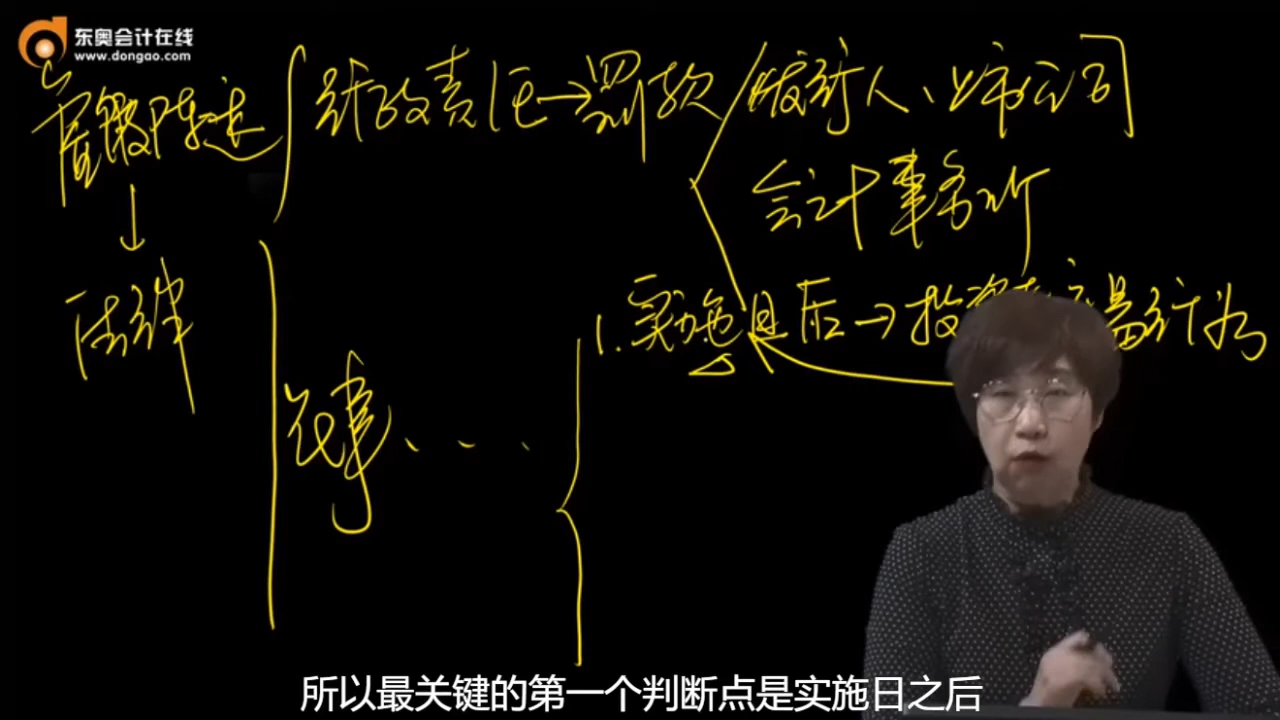 东奥会计在线
www.dongao.com
虚假陈述
行政责任→罚款
发行人、上市公司
会计事务所
法律
民事、...
1.实施日后→投资
易行为
所以最关键的第一个判断点是实施日之后